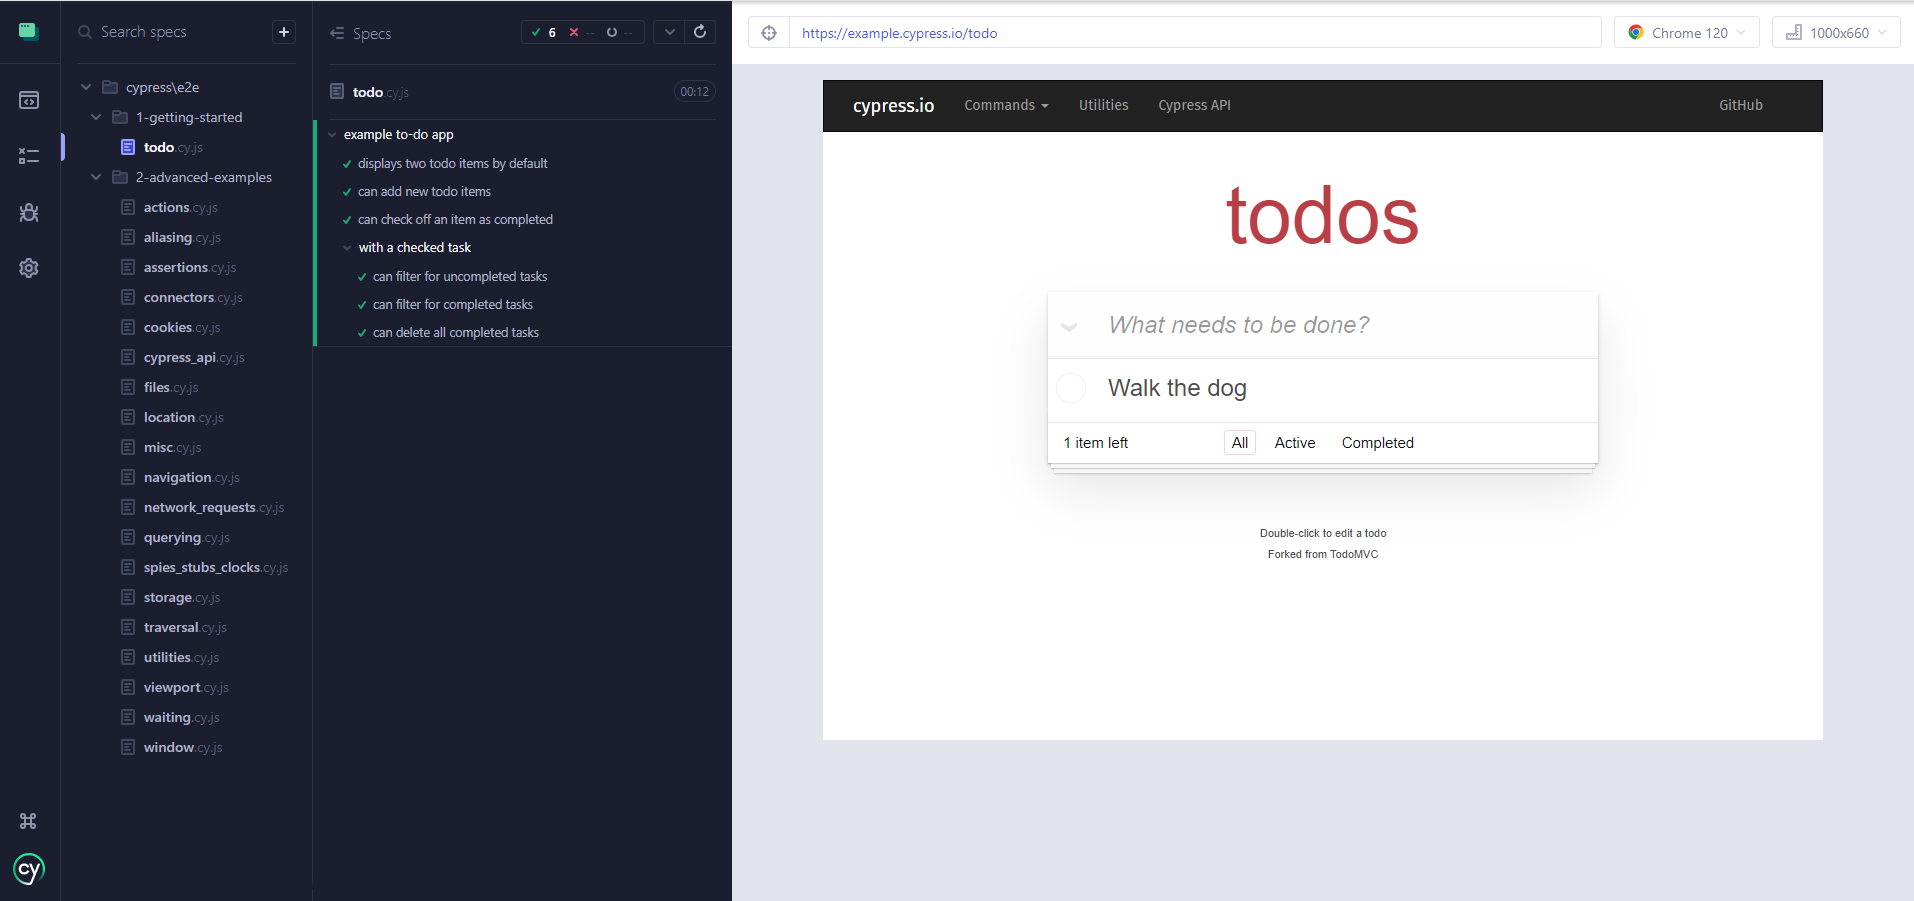 Search specs
+
cypress\e2e
1-getting-started
todo.cy.js
2-advanced-examples
actions.cy.js
aliasing.cy.js
assertions.cy.js
connectors.cy.js
cookies.cy.js
cypress_api.cy.js
files.cy.js
location.cy.js
misc.cy.js
navigation.cy.js
network_requests.cy.js
querying.cy.js
spies_stubs_clocks.cy.js
storage.cy.js
traversal.cy.js
utilities.cy.js
viewport.cy.js
waiting.cy.js
window.cy.js
cy
Specs
6 -- --
todo.cy.js 00:12
example to-do app
displays two todo items by default
can add new todo items
can check off an item as completed
with a checked task
can filter for uncompleted tasks
can filter for completed tasks
can delete all completed tasks
https://example.cypress.io/todo
Chrome 120
1000x660
cypress.io Commands Utilities Cypress API GitHub
todos
What needs to be done?
Walk the dog
1 item left All Active Completed
Double-click to edit a todo
Forked from TodoMVC